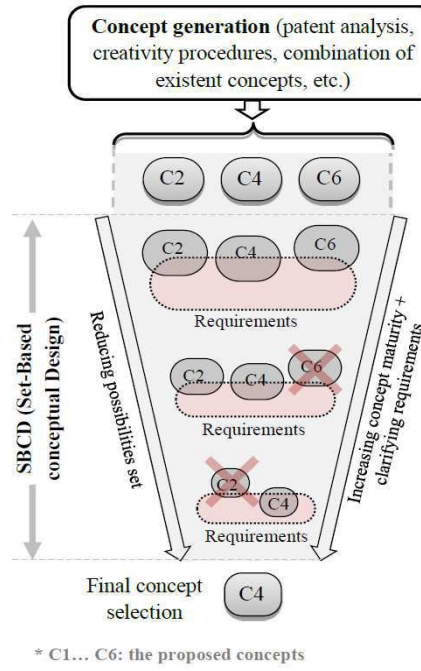 Concept generation (patent analysis,
creativity procedures, combination of
existent concepts, etc.)
C2 C4 C6
C2 C4 C6
Requirements
C2 C4 C6
Requirements
C2 C4
Requirements
SBCD (Set-Based
conceptual Design)
Reducing possibilities set
Increasing concept maturity +
clarifying requirements
Final concept
selection
C4
* C1... C6: the proposed concepts